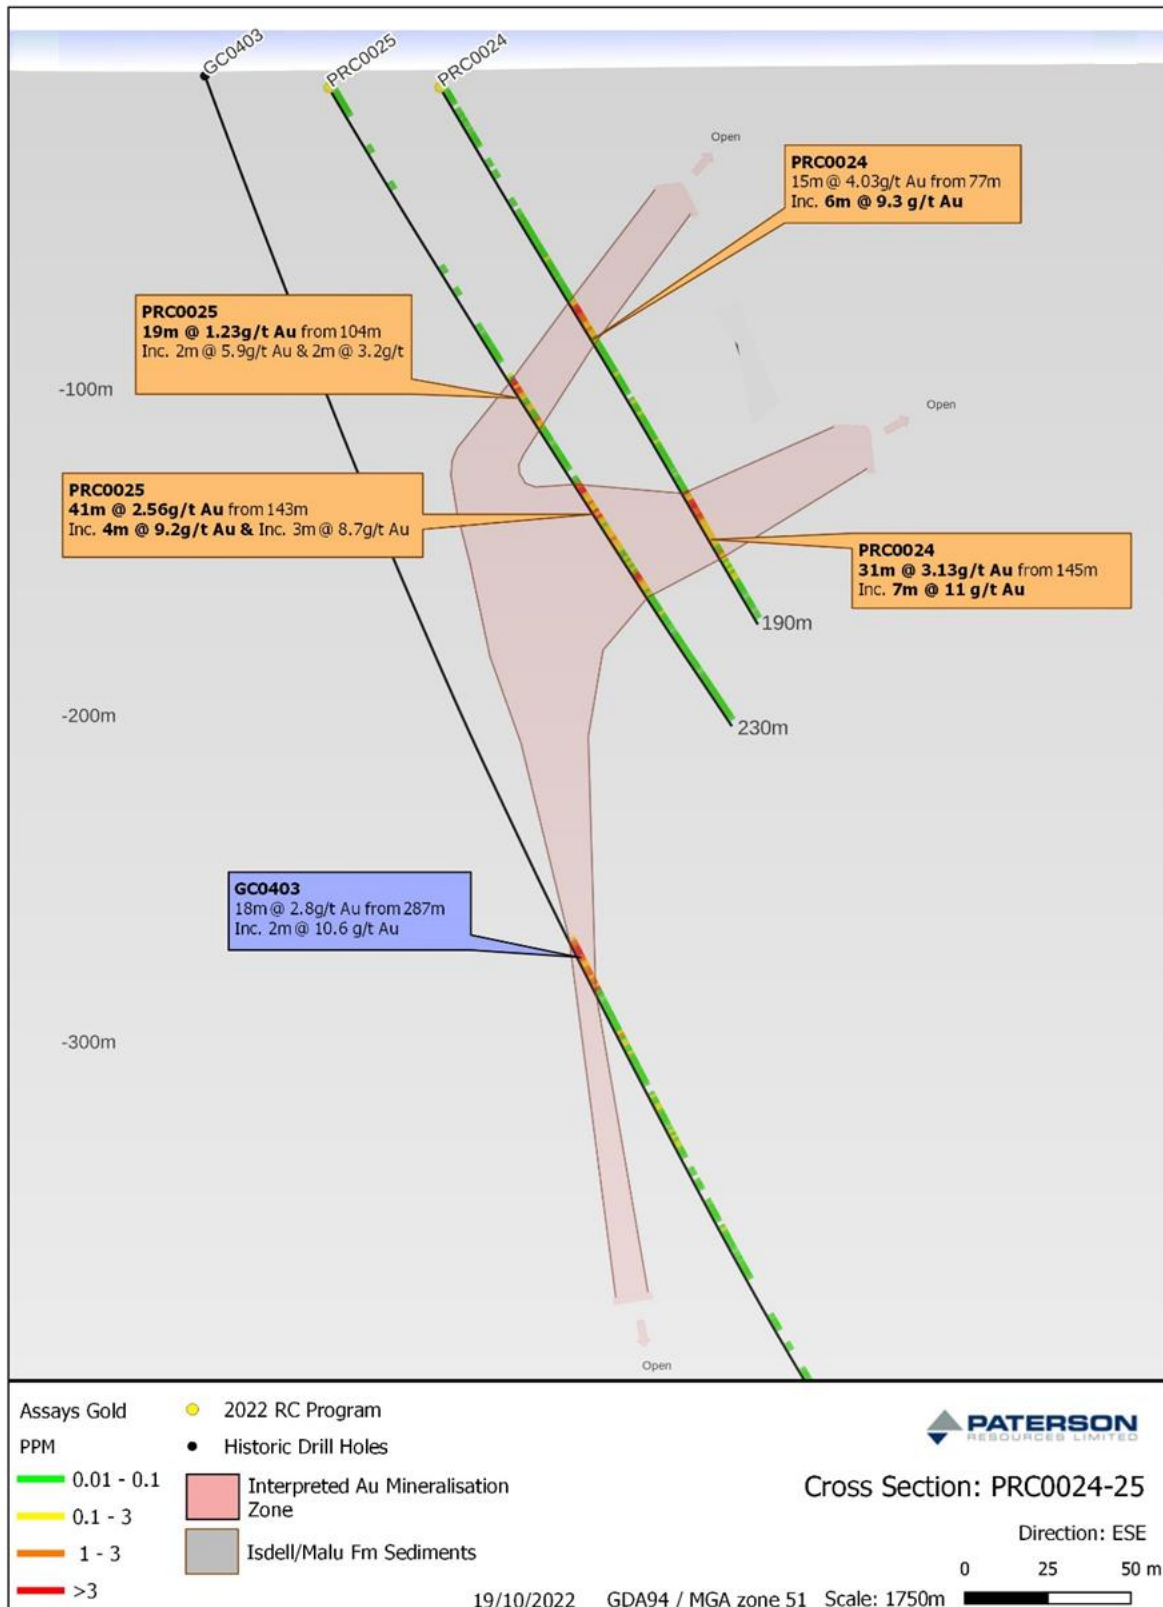 GC0403
PRC0025
PRC0024
Open
PRC0024
15m @ 4.03g/t Au from 77m
Inc. 6m @ 9.3 g/t Au
PRC0025
19m @ 1.23g/t Au from 104m
Inc. 2m @ 5.9g/t Au & 2m @ 3.2g/t
-100m
Open
PRC0025
41m @ 2.56g/t Au from 143m
Inc. 4m @ 9.2g/t Au & Inc. 3m @ 8.7g/t Au
PRC0024
31m @ 3.13g/t Au from 145m
Inc. 7m @ 11 g/t Au
190m
-200m
230m
GC0403
18m @ 2.8g/t Au from 287m
Inc. 2m @ 10.6 g/t Au
-300m
Open
Assays Gold
PPM
0.01 - 0.1
0.1 - 3
1 - 3
>3
2022 RC Program
Historic Drill Holes
Interpreted Au Mineralisation
Zone
Isdell/Malu Fm Sediments
PATERSON
RESOURCES LIMITED
Cross Section: PRC0024-25
Direction: ESE
0 25 50 m
19/10/2022 GDA94 / MGA zone 51 Scale: 1750m